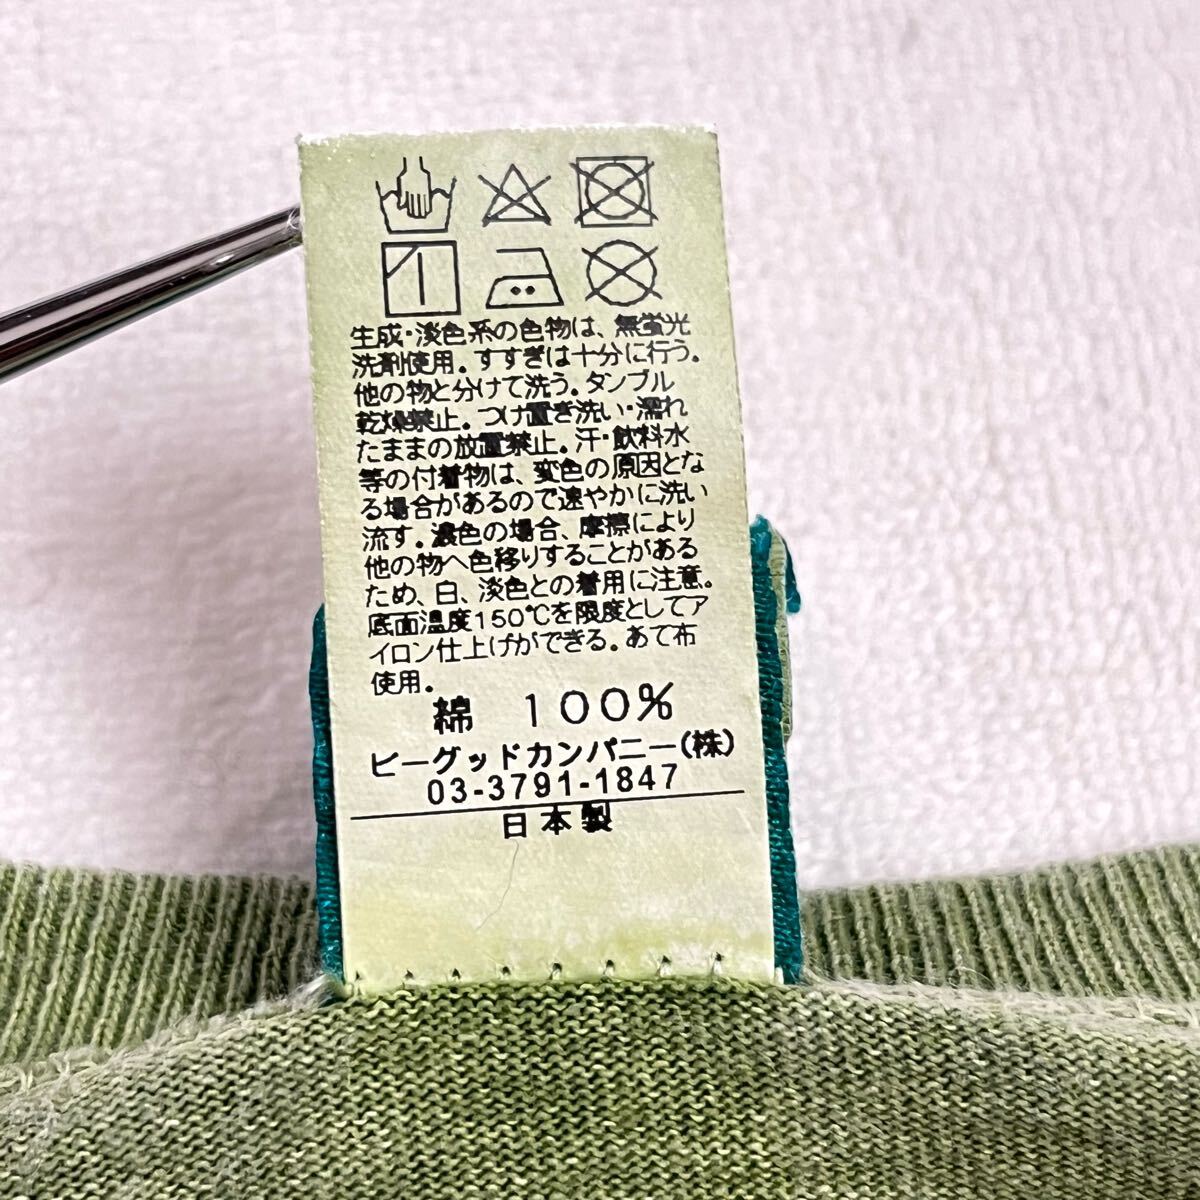 生成・淡色系の色物は、無蛍光
洗剤使用。すすぎは十分に行う。
他の物と分けて洗う。タンブル
乾燥禁止。つけ置き洗い・濡れ
たままの放置禁止。汗・飲料水
等の付着物は、変色の原因とな
る場合があるので速やかに洗い
流す。濃色の場合、摩擦により
他の物へ色移りすることがある
ため、白、淡色との着用に注意。
底面温度150℃を限度としてア
イロン仕上げができる。あて布
使用。
綿 100%
ビーグッドカンパニー(株)
03-3791-1847
日本製